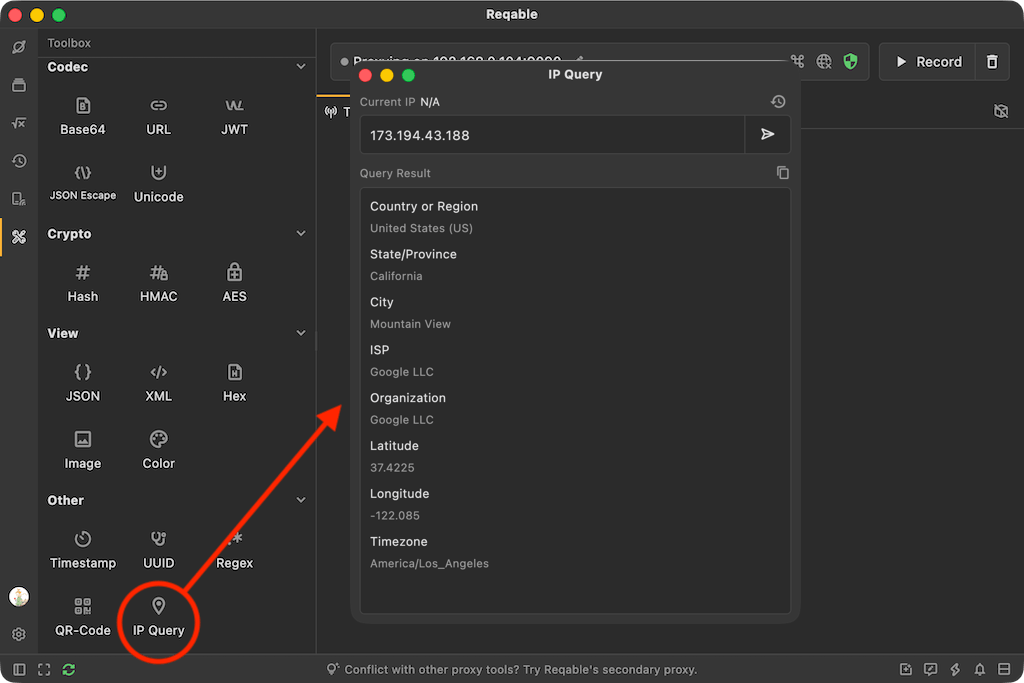 Reqable
Toolbox
Codec
Base64
URL
JWT
JSON Escape
Unicode
Crypto
Hash
HMAC
AES
View
JSON
XML
Hex
Image
Color
Other
Timestamp
UUID
Regex
QR-Code
IP Query
Record
T
IP Query
Current IP N/A
173.194.43.188
Query Result
Country or Region
United States (US)
State/Province
California
City
Mountain View
ISP
Google LLC
Organization
Google LLC
Latitude
37.4225
Longitude
-122.085
Timezone
America/Los_Angeles
Conflict with other proxy tools? Try Reqable's secondary proxy.